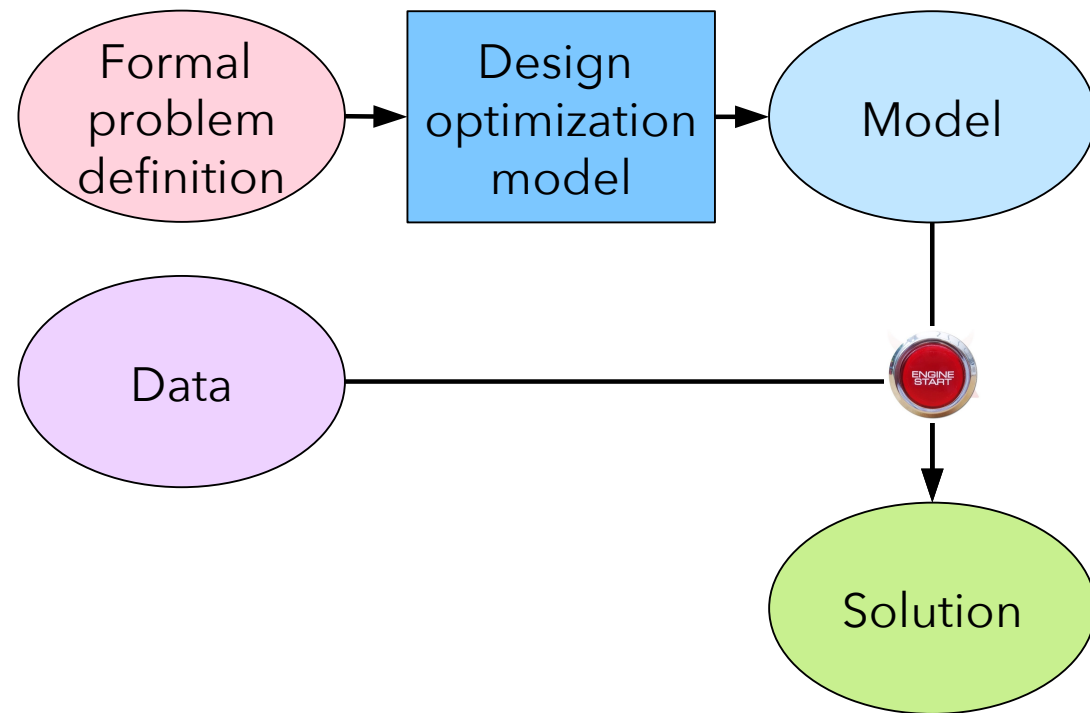 Formal
problem
definition
Design
optimization
model
Model
Data
ENGINE
START
Solution